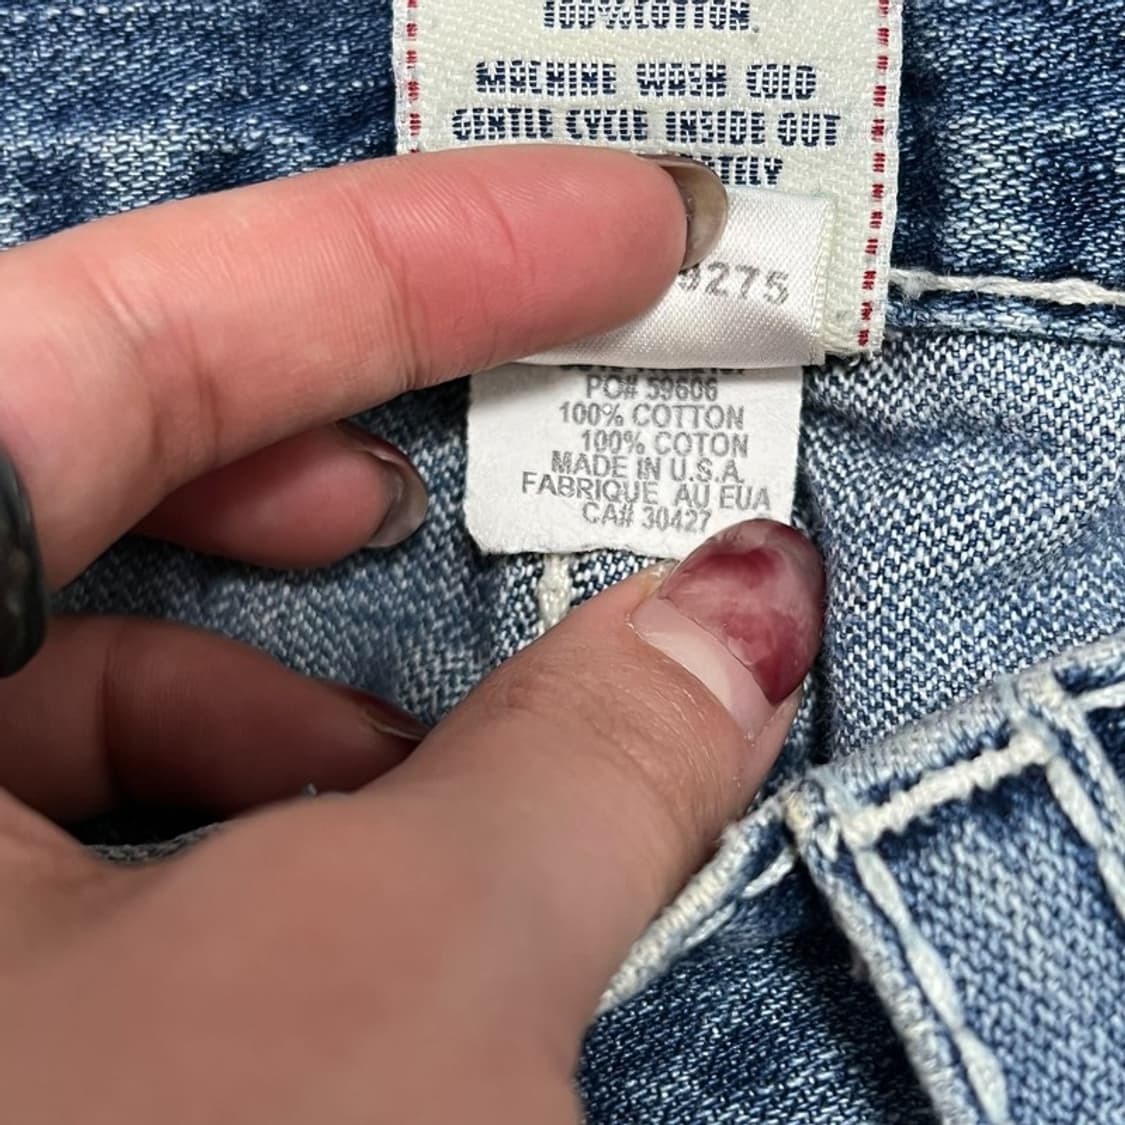 100% COTTON.
MACHINE WASH COLD
GENTLE CYCLE INSIDE OUT
9275
PO# 59606
100% COTTON
100% COTON
MADE IN U.S.A.
FABRIQUE AU EUA
CA# 30427